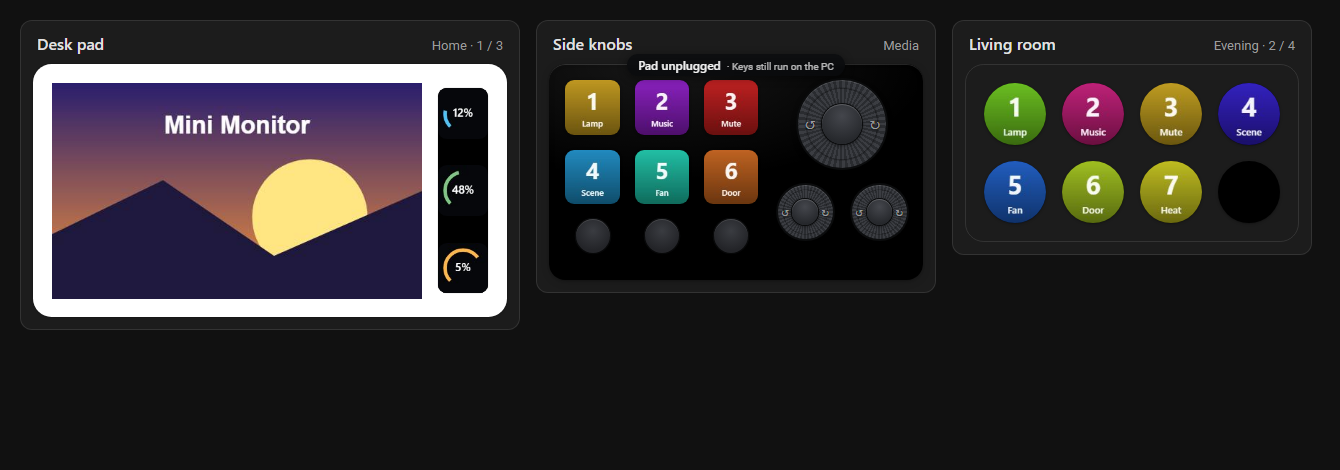 Desk pad
Home · 1 / 3
Mini Monitor
12%
48%
5%
Side knobs
Media
Pad unplugged · Keys still run on the PC
1
Lamp
2
Music
3
Mute
4
Scene
5
Fan
6
Door
↺ ↻
↺ ↻
↺ ↻
Living room
Evening · 2 / 4
1
Lamp
2
Music
3
Mute
4
Scene
5
Fan
6
Door
7
Heat